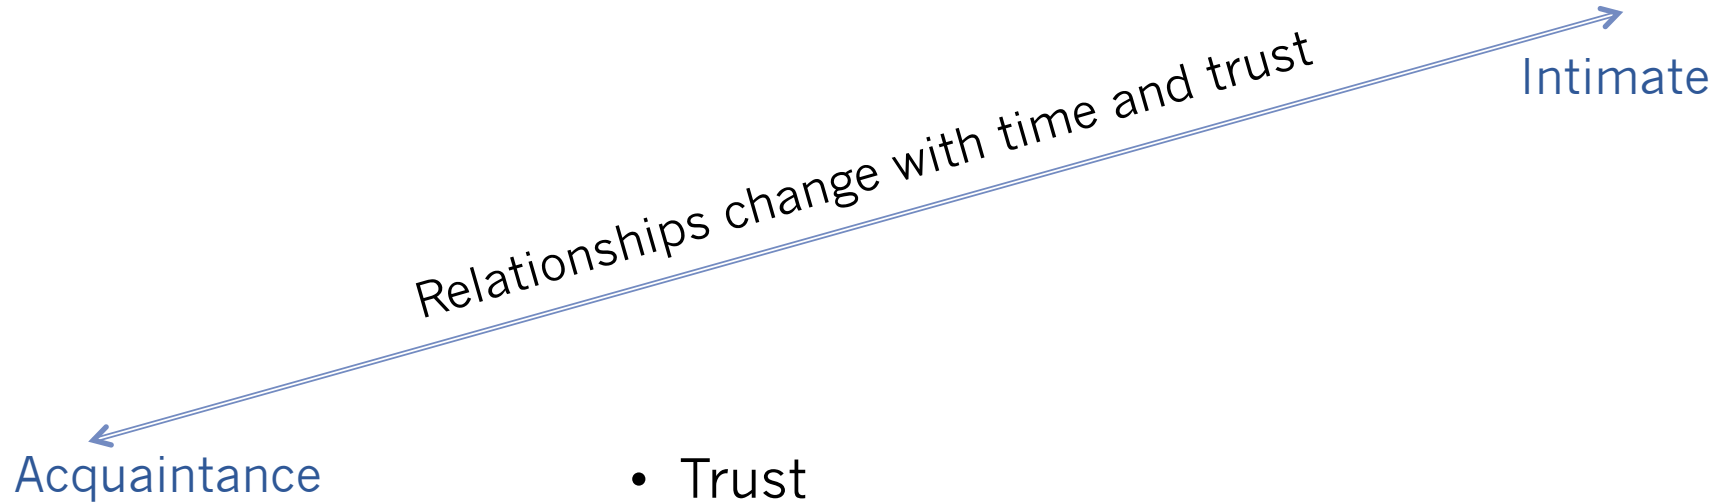 Relationships change with time and trust
Intimate
Acquaintance
• Trust